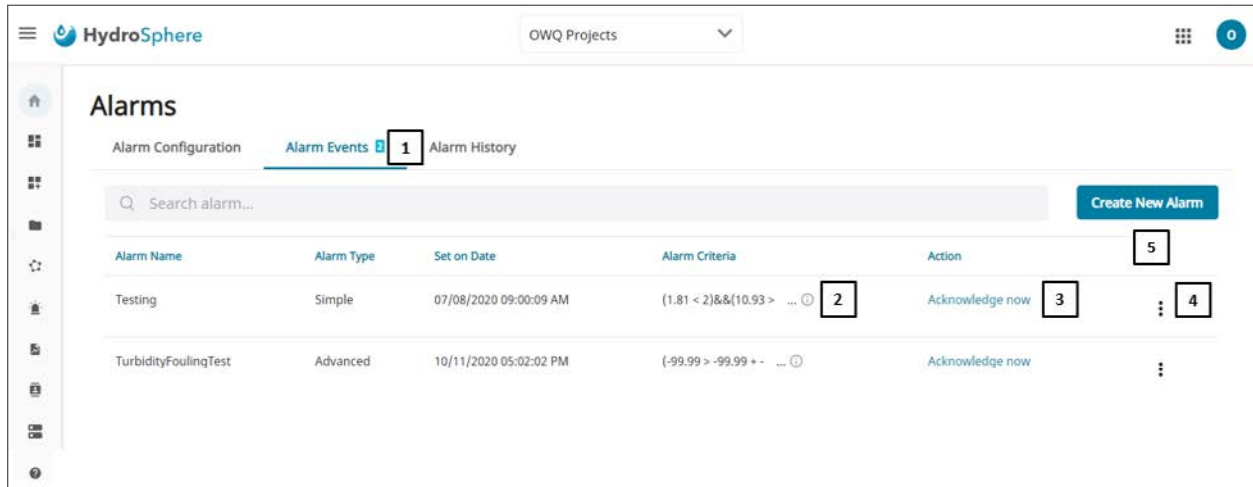 HydroSphere
OWQ Projects
O
Alarms
Alarm Configuration
Alarm Events 2
1
Alarm History
Search alarm...
Create New Alarm
5
Alarm Name Alarm Type Set on Date Alarm Criteria Action
Testing Simple 07/08/2020 09:00:09 AM (1.81 < 2)&&(10.93 > ... 2 Acknowledge now 3 4
TurbidityFoulingTest Advanced 10/11/2020 05:02:02 PM (-99.99 > -99.99 + - ... Acknowledge now